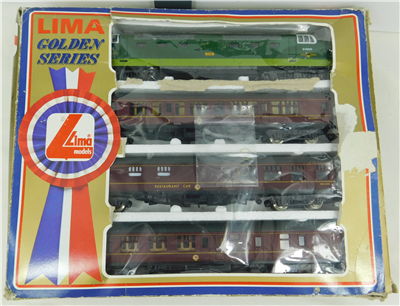 LIMA
GOLDEN
SERIES
Lima
models
RESTAURANT CAR